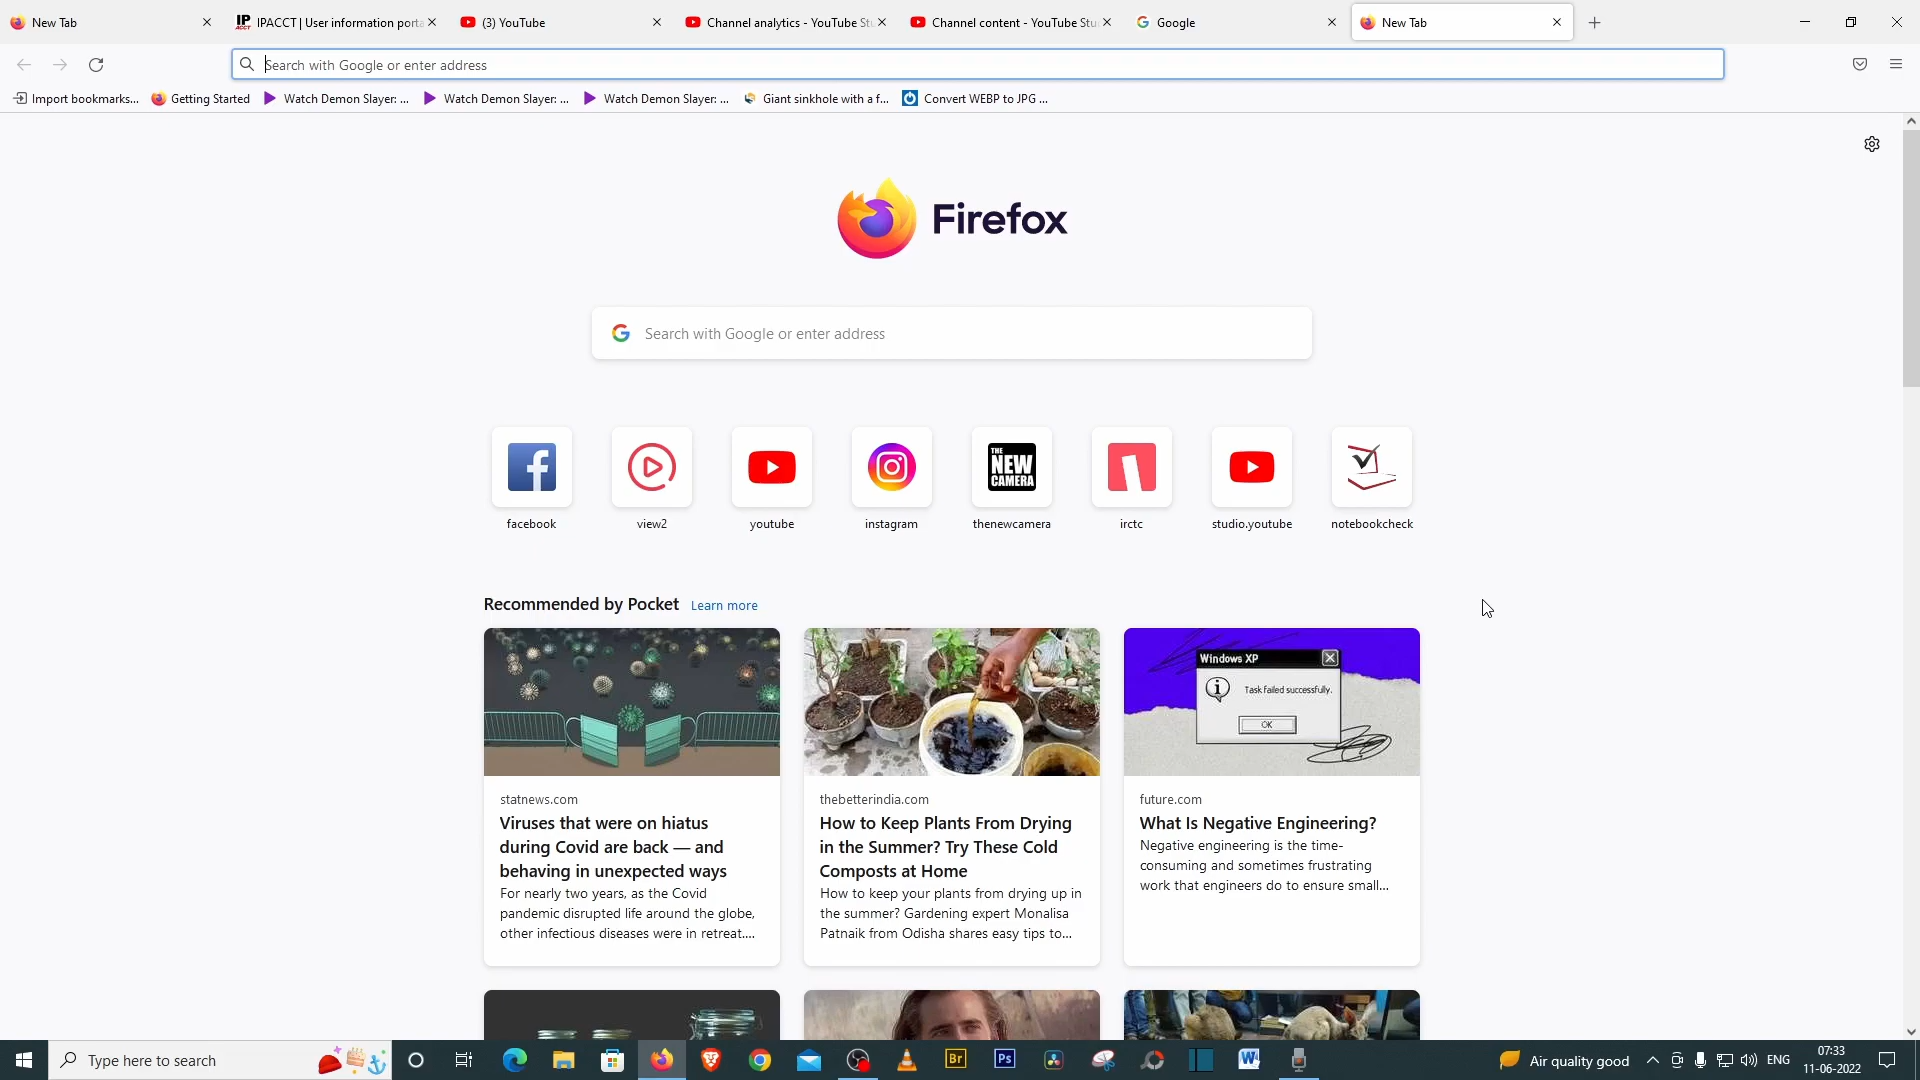 New Tab
IPACCT | User information porta
(3) YouTube
Channel analytics - YouTube Stu
Channel content - YouTube Stu
Google
New Tab
Search with Google or enter address
Import bookmarks...
Getting Started
Watch Demon Slayer: ...
Watch Demon Slayer: ...
Watch Demon Slayer: ...
Giant sinkhole with a f...
Convert WEBP to JPG ...
Firefox
Search with Google or enter address
THE
NEW
CAMERA
facebook
view2
youtube
instagram
thenewcamera
irctc
studio.youtube
notebookcheck
Recommended by Pocket Learn more
Windows XP
Task failed successfully.
OK
statnews.com
Viruses that were on hiatus
during Covid are back — and
behaving in unexpected ways
For nearly two years, as the Covid
pandemic disrupted life around the globe,
other infectious diseases were in retreat....
thebetterindia.com
How to Keep Plants From Drying
in the Summer? Try These Cold
Composts at Home
How to keep your plants from drying up in
the summer? Gardening expert Monalisa
Patnaik from Odisha shares easy tips to...
future.com
What Is Negative Engineering?
Negative engineering is the time-
consuming and sometimes frustrating
work that engineers do to ensure small...
Type here to search
Br
Ps
Air quality good
ENG
07:33
11-06-2022